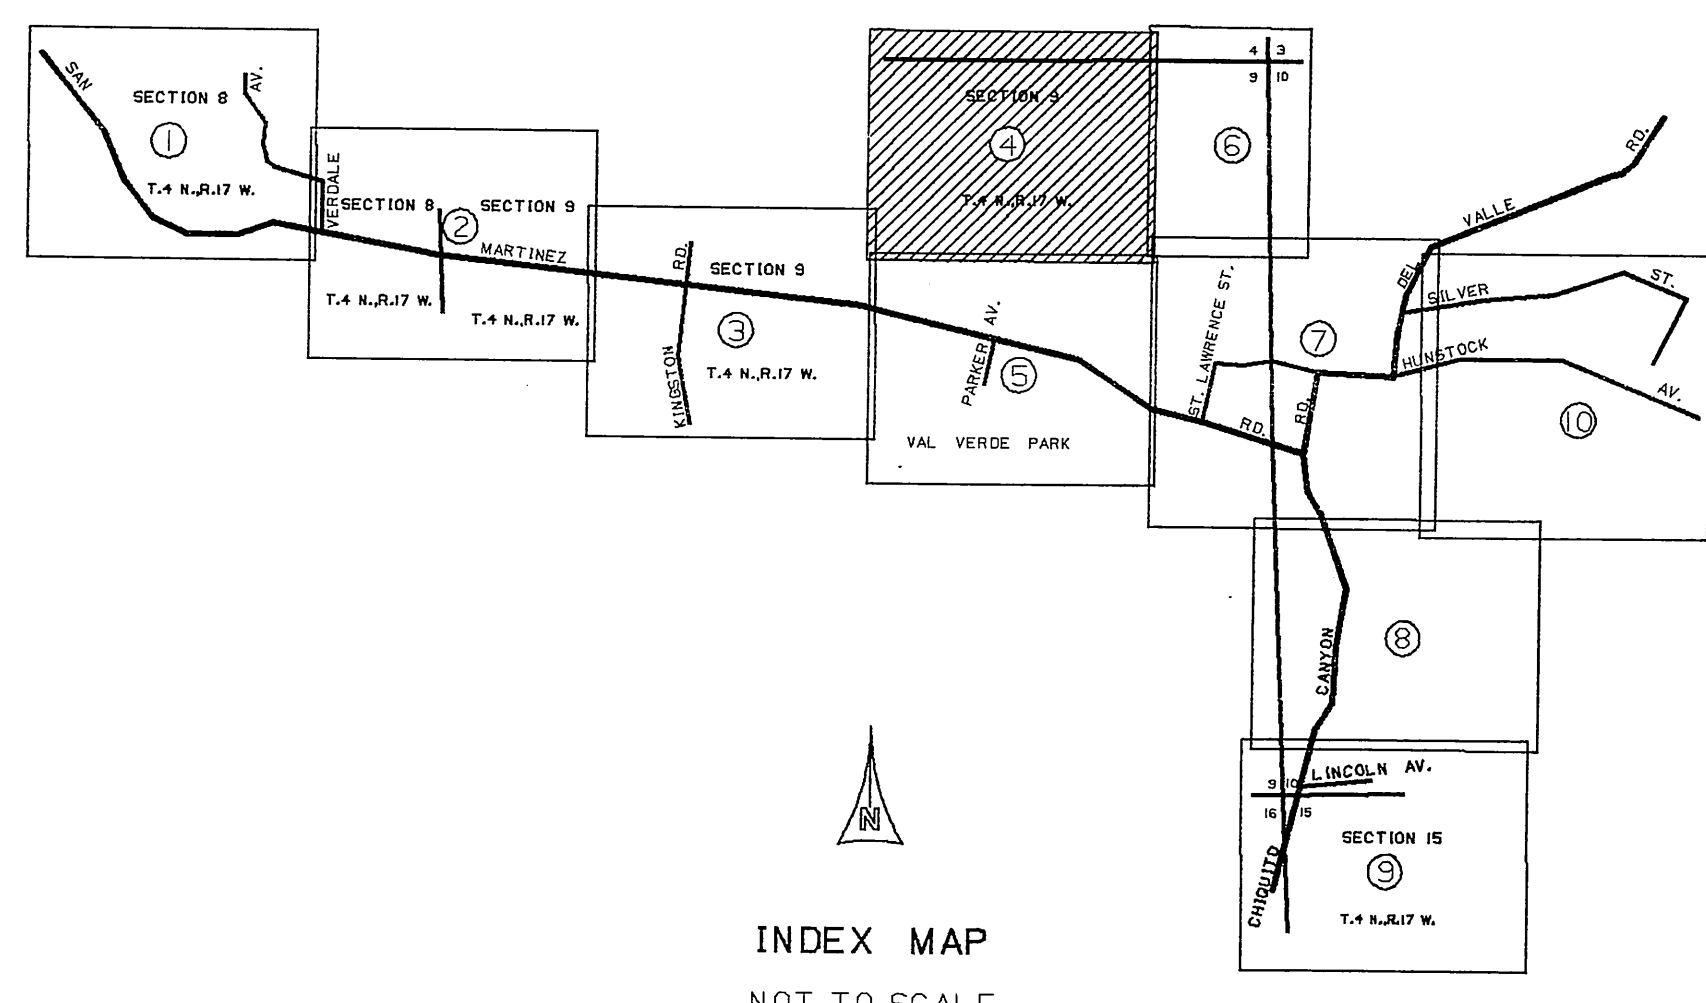 SAN
SECTION 8
AV.
1
T.4 N.,R.17 W.
VERDALE
SECTION 8
2
SECTION 9
MARTINEZ
T.4 N.,R.17 W.
T.4 N.,R.17 W.
RD.
SECTION 9
3
KINGSTON
T.4 N.,R.17 W.
SECTION 9
4
T.4 N.,R.17 W.
4 3
9 10
6
AV.
PARKER
5
VAL VERDE PARK
ST. LAWRENCE ST.
7
RD.
RD.
RD.
VALLE
DEL
SILVER
ST.
HUNSTOCK
AV.
10
8
CANYON
LINCOLN AV.
9 10
16 15
SECTION 15
9
CHIQUITO
T.4 N.,R.17 W.
N
INDEX MAP
NOT TO SCALE